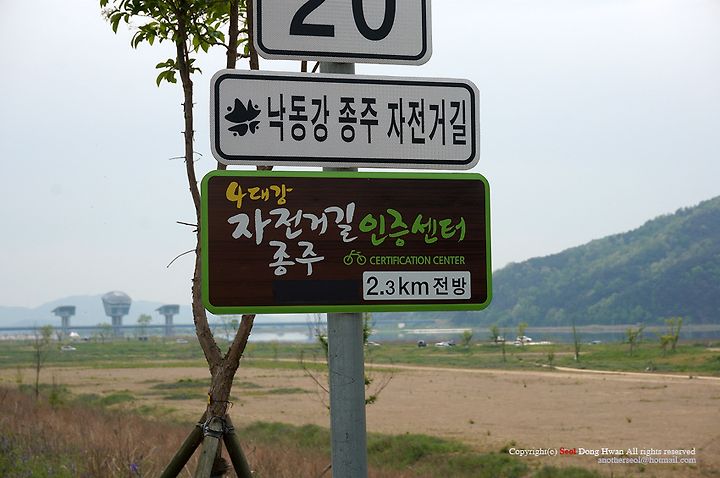 20
낙동강 종주 자전거길
4대강
자전거길 인증센터
종주
CERTIFICATION CENTER
2.3km 전방
Copyright(c) Seol Dong Hwan All rights reserved
anotherseol@hotmail.com